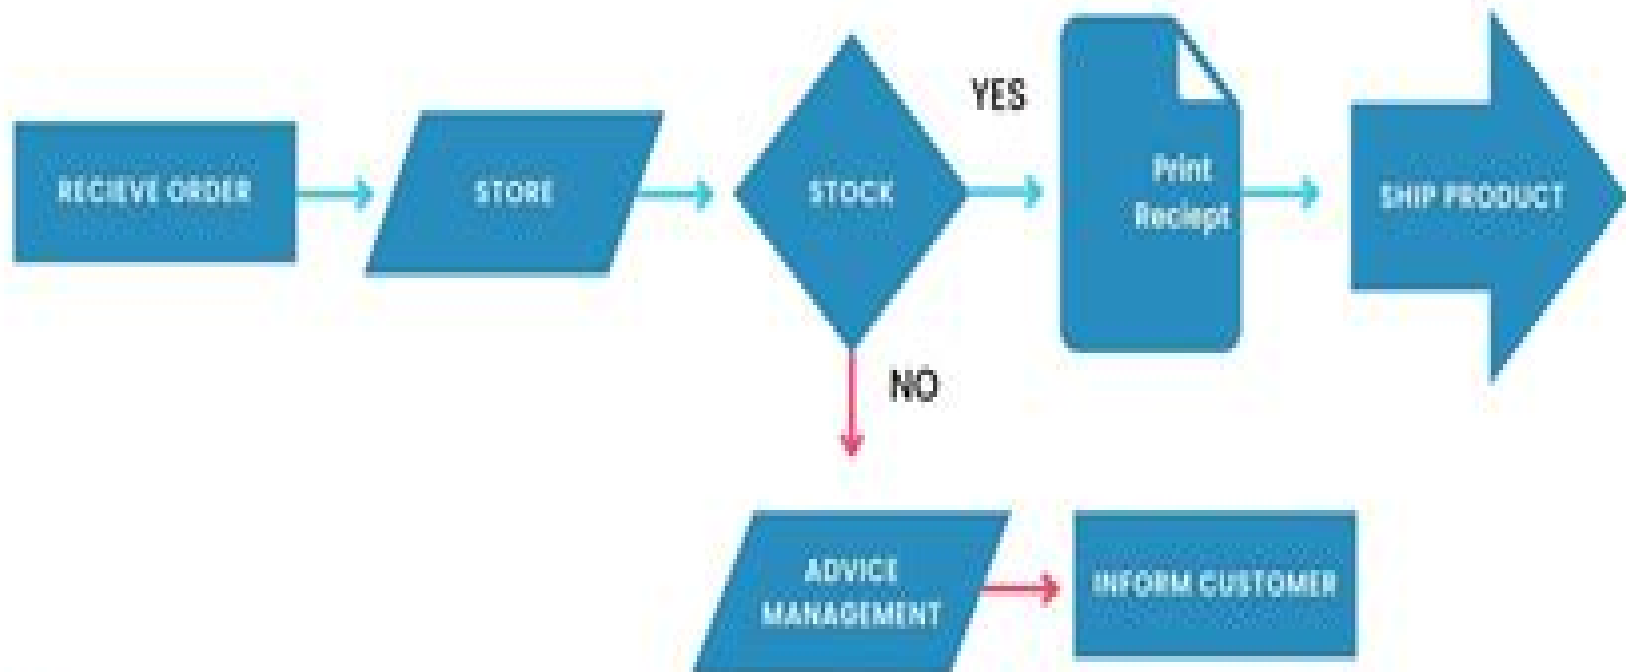 RECIEVE ORDER
STORE
STOCK
YES
Print
Reciept
SHIP PRODUCT
NO
ADVICE
MANAGEMENT
INFORM CUSTOMER